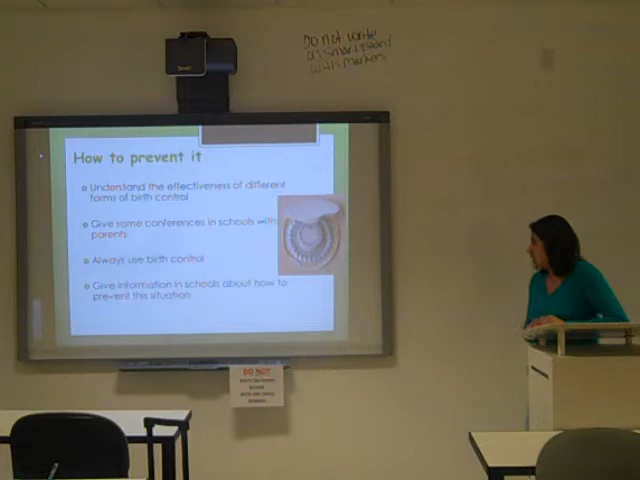 Do Not write
on smart Board
with markers
How to prevent it
Understand the effectiveness of different
forms of birth control
Give some conferences in schools with
parents
Always use birth control
Give information in schools about how to
prevent this situation
DO NOT